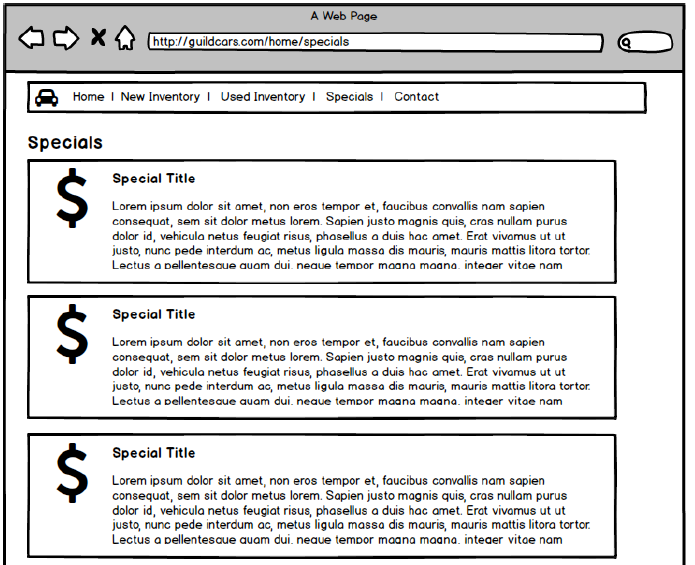 A Web Page
http://guildcars.com/home/specials
Home | New Inventory | Used Inventory | Specials | Contact
Specials
Special Title
Lorem ipsum dolor sit amet, non eros tempor et, faucibus convallis nam sapien
consequat, sem sit dolor metus lorem. Sapien justo magnis quis, cras nullam purus
dolor id, vehicula netus feugiat risus, phasellus a duis hac amet. Erat vivamus ut ut
justo, nunc pede interdum ac, metus ligula massa dis mauris, mauris mattis litora tortor.
Lectus a pellentesque quam dui, neque tempor magna magna, integer vitae nam
Special Title
Lorem ipsum dolor sit amet, non eros tempor et, faucibus convallis nam sapien
consequat, sem sit dolor metus lorem. Sapien justo magnis quis, cras nullam purus
dolor id, vehicula netus feugiat risus, phasellus a duis hac amet. Erat vivamus ut ut
justo, nunc pede interdum ac, metus ligula massa dis mauris, mauris mattis litora tortor.
Lectus a pellentesque quam dui, neque tempor magna magna, integer vitae nam
Special Title
Lorem ipsum dolor sit amet, non eros tempor et, faucibus convallis nam sapien
consequat, sem sit dolor metus lorem. Sapien justo magnis quis, cras nullam purus
dolor id, vehicula netus feugiat risus, phasellus a duis hac amet. Erat vivamus ut ut
justo, nunc pede interdum ac, metus ligula massa dis mauris, mauris mattis litora tortor.
Lectus a pellentesque quam dui, neque tempor magna magna, integer vitae nam